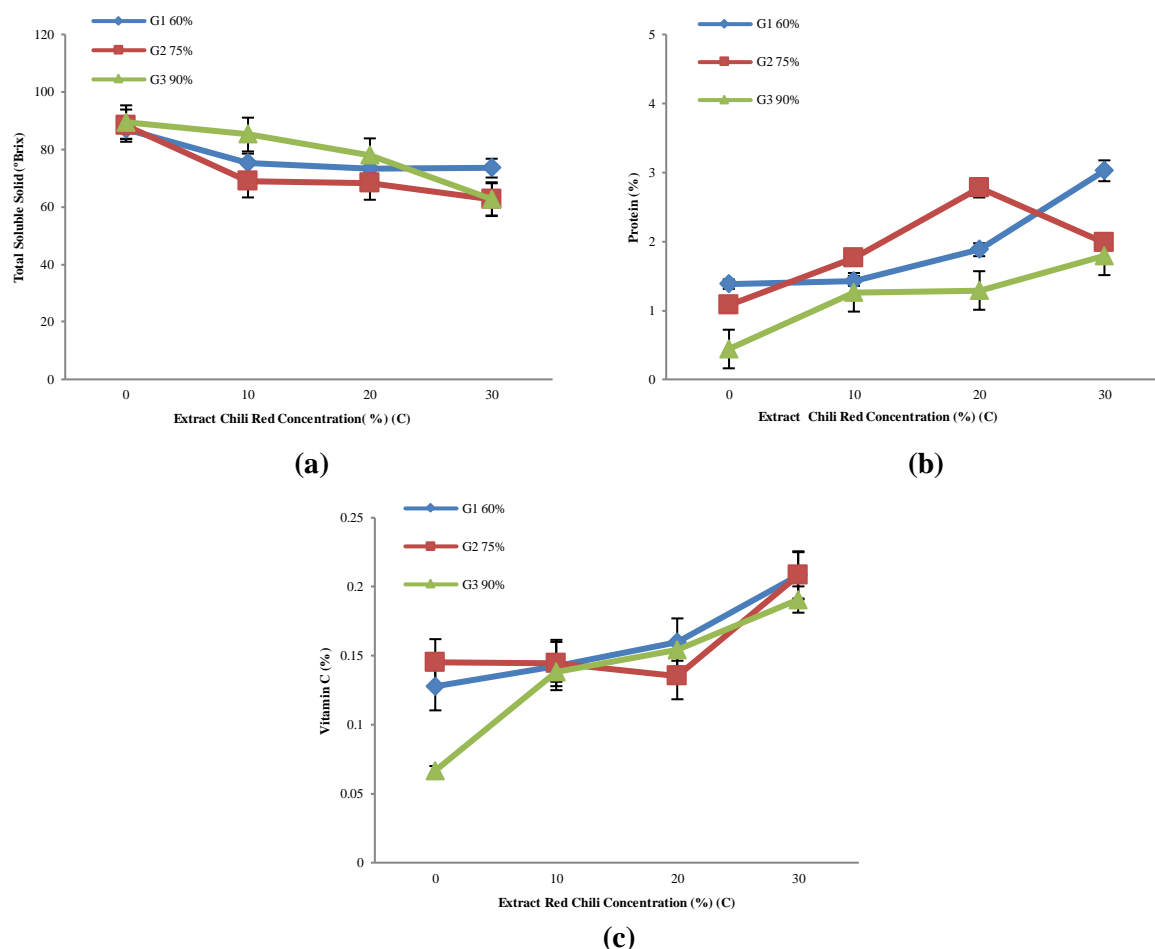 G1 60%
G2 75%
G3 90%
120
100
80
60
40
20
0
Total Soluble Solid (°Brix)
0 10 20 30
Extract Chili Red Concentration( %) (C)
(a)
G1 60%
G2 75%
G3 90%
5
4
3
2
1
0
Protein (%)
0 10 20 30
Extract Chili Red Concentration (%) (C)
(b)
G1 60%
G2 75%
G3 90%
0.25
0.2
0.15
0.1
0.05
0
Vitamin C (%)
0 10 20 30
Extract Red Chili Concentration (%) (C)
(c)